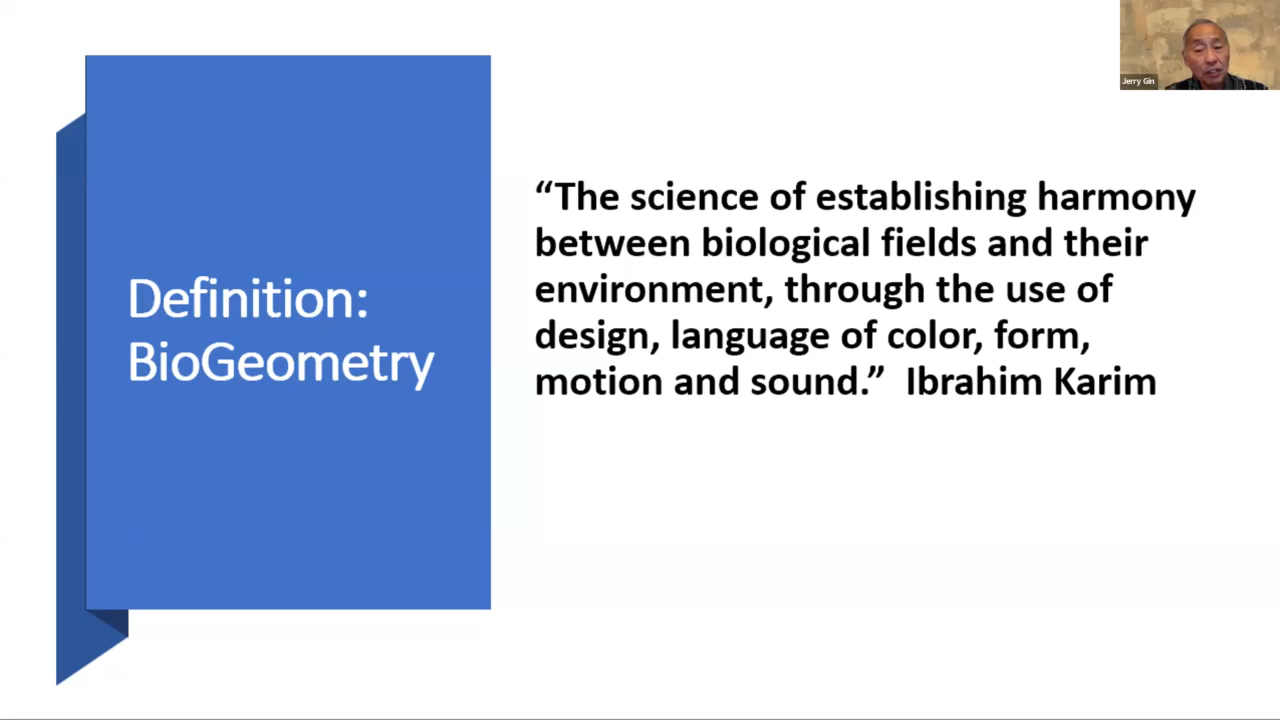 Jerry Gin
Definition:
BioGeometry
“The science of establishing harmony
between biological fields and their
environment, through the use of
design, language of color, form,
motion and sound.”  Ibrahim Karim